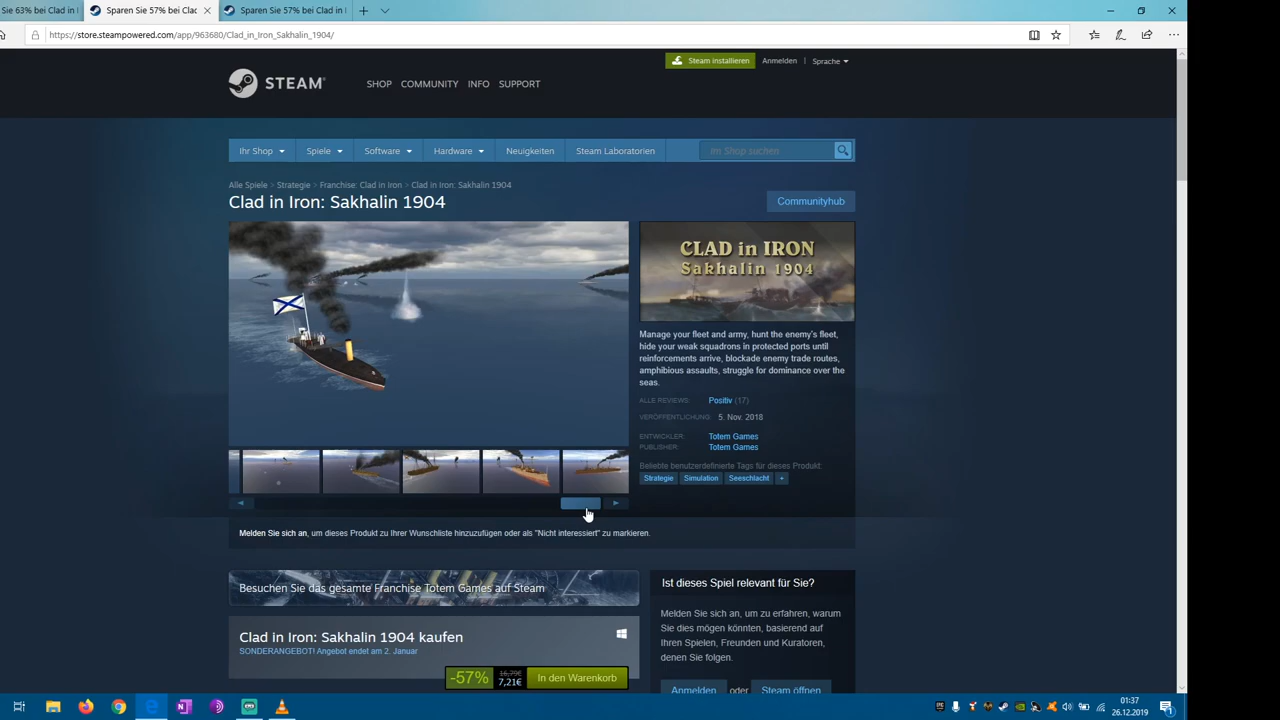 Sie 63% bei Clad in I
Sparen Sie 57% bei Clad
Sparen Sie 57% bei Clad in I
https://store.steampowered.com/app/963680/Clad_in_Iron_Sakhalin_1904/
Steam installieren
Anmelden
Sprache
STEAM
SHOP COMMUNITY INFO SUPPORT
Ihr Shop Spiele Software Hardware Neuigkeiten Steam Laboratorien
im Shop suchen
Alle Spiele > Strategie > Franchise: Clad in Iron > Clad in Iron: Sakhalin 1904
Clad in Iron: Sakhalin 1904
Communityhub
CLAD in IRON
Sakhalin 1904
Manage your fleet and army, hunt the enemy's fleet,
hide your weak squadrons in protected ports until
reinforcements arrive, blockade enemy trade routes,
amphibious assaults, struggle for dominance over the
seas.
ALLE REVIEWS: Positiv (17)
VERÖFFENTLICHUNG: 5. Nov. 2018
ENTWICKLER: Totem Games
PUBLISHER: Totem Games
Beliebte benutzerdefinierte Tags für dieses Produkt:
Strategie Simulation Seeschlacht +
Melden Sie sich an, um dieses Produkt zu Ihrer Wunschliste hinzuzufügen oder als "Nicht interessiert" zu markieren.
Besuchen Sie das gesamte Franchise Totem Games auf Steam
Clad in Iron: Sakhalin 1904 kaufen
SONDERANGEBOT! Angebot endet am 2. Januar
-57%
16,79€
7,21€
In den Warenkorb
Ist dieses Spiel relevant für Sie?
Melden Sie sich an, um zu erfahren, warum
Sie dies mögen könnten, basierend auf
Ihren Spielen, Freunden und Kuratoren,
denen Sie folgen.
Anmelden oder Steam öffnen
01:37
26.12.2019